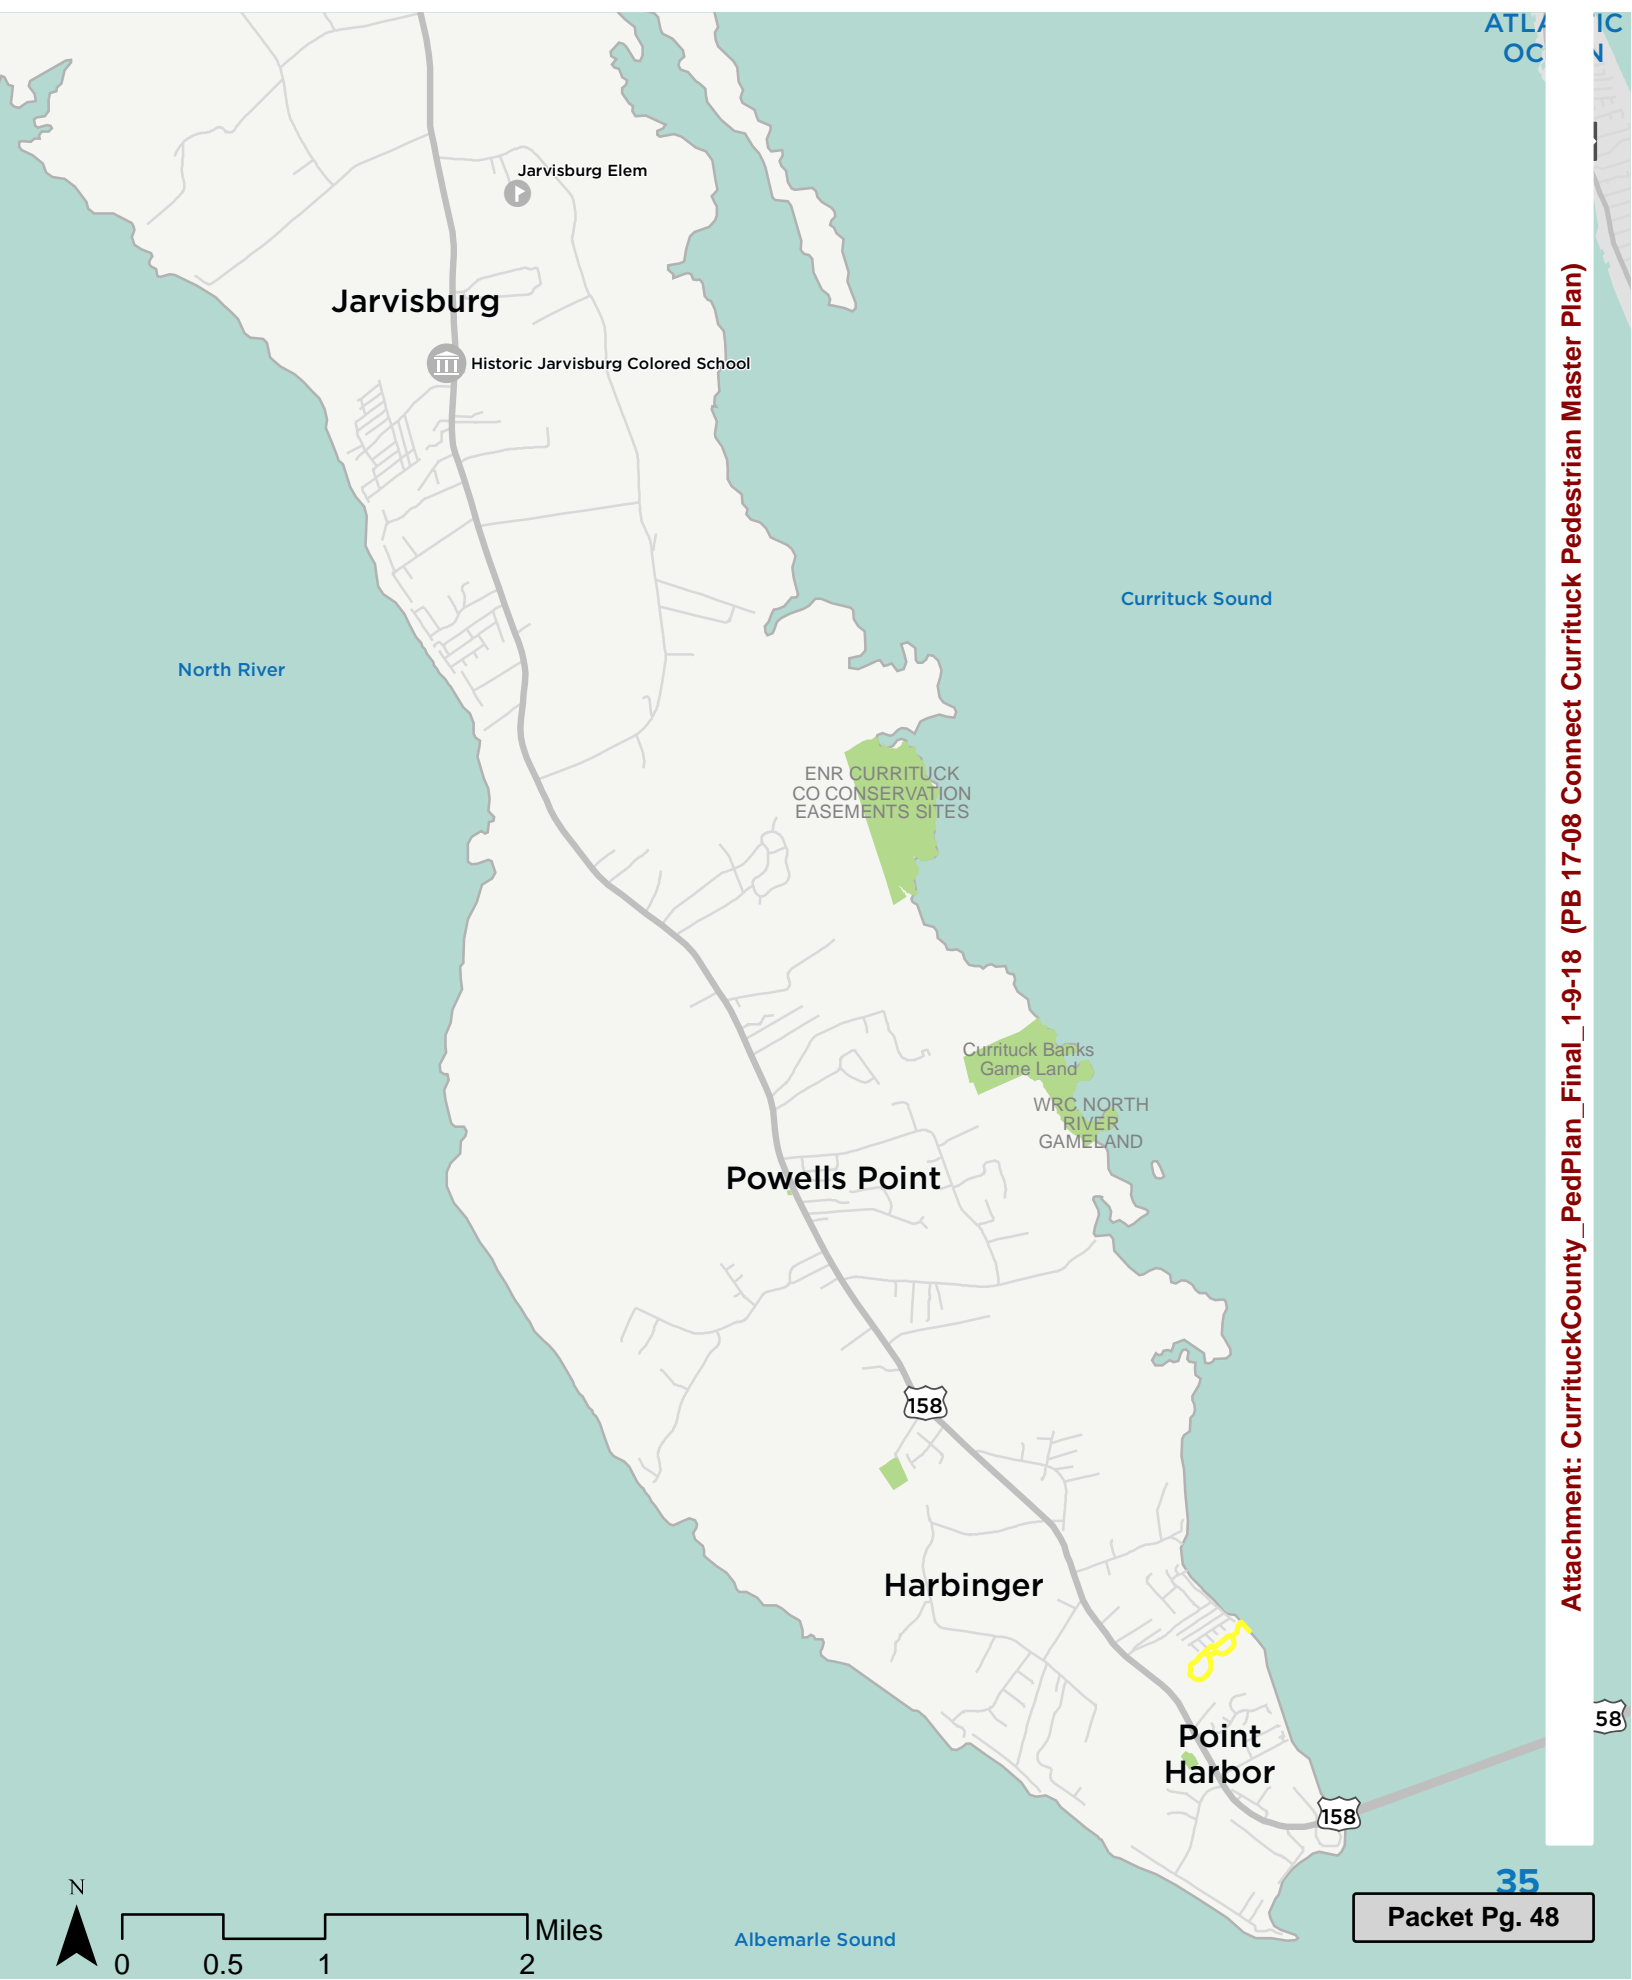 ATLA IC
OC N
Jarvisburg Elem
Jarvisburg
Historic Jarvisburg Colored School
Currituck Sound
North River
ENR CURRITUCK
CO CONSERVATION
EASEMENTS SITES
Currituck Banks
Game Land
WRC NORTH
RIVER
GAMELAND
Powells Point
158
Harbinger
Point
Harbor
158
58
Attachment: CurrituckCounty_PedPlan_Final_1-9-18 (PB 17-08 Connect Currituck Pedestrian Master Plan)
35
Packet Pg. 48
N
Miles
0 0.5 1 2
Albemarle Sound